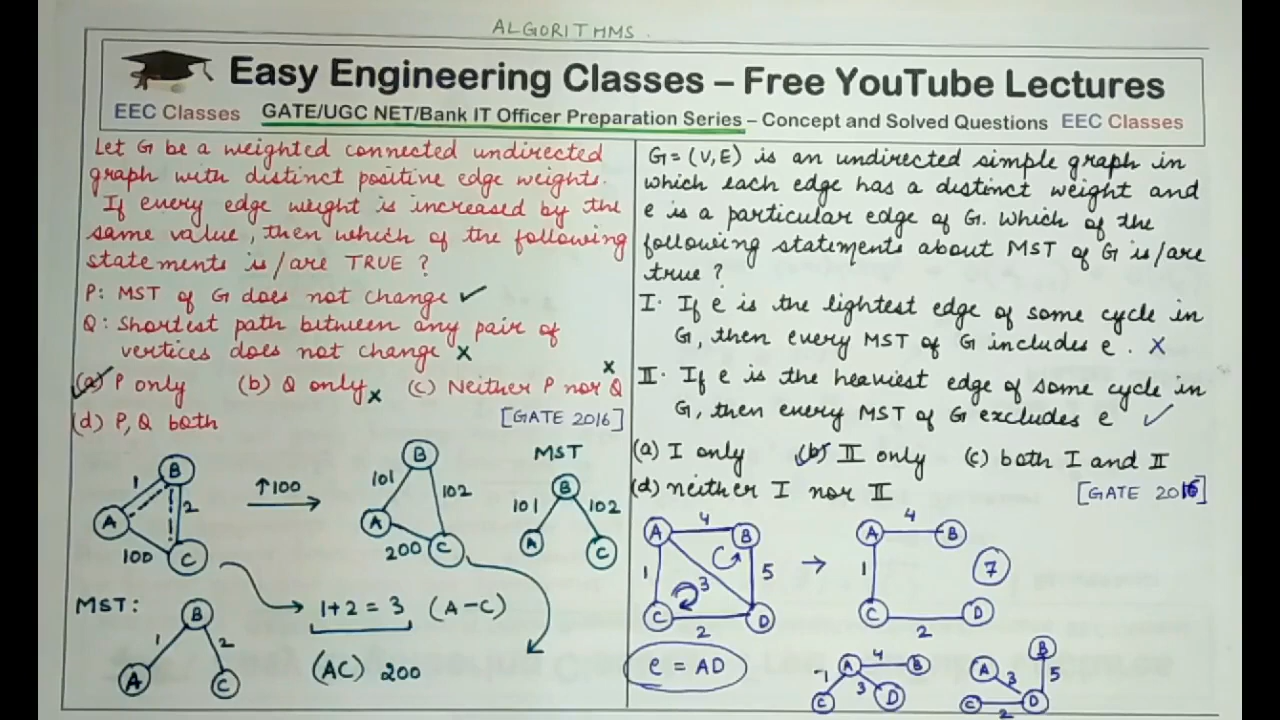 ALGORITHMS.
Easy Engineering Classes – Free YouTube Lectures
EEC Classes GATE/UGC NET/Bank IT Officer Preparation Series – Concept and Solved Questions EEC Classes
Let G be a weighted connected undirected
graph with distinct positive edge weights.
If every edge weight is increased by the
same value, then which of the following
statements is/are TRUE ?
P: MST of G does not change ✓
Q: Shortest path between any pair of
vertices does not change x
(a) P only (b) Q only x (c) Neither P nor Q x
(d) P, Q both [GATE 2016]
B
1
2
A
100
C
↑100
B
101
102
A
200
C
MST
B
101
102
A
C
MST:
B
1
2
A
C
1+2 = 3 (A-C)
(AC) 200
G=(V,E) is an undirected simple graph in
which each edge has a distinct weight and
e is a particular edge of G. Which of the
following statements about MST of G is/are
true ?
I. If e is the lightest edge of some cycle in
G, then every MST of G includes e. X
II. If e is the heaviest edge of some cycle in
G, then every MST of G excludes e ✓
(a) I only (b) II only (c) both I and II
(d) neither I nor II [GATE 2016]
A
4
B
1
3
5
C
2
D
A
4
B
1
7
C
2
D
e = AD
A
4
B
1
3
C
D
B
A
3
5
C
2
D